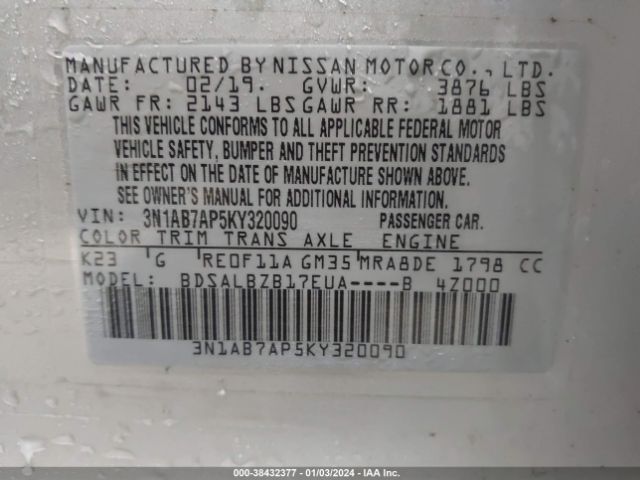 MANUFACTURED BY NISSAN MOTOR CO., LTD.
DATE: 02/19. GVWR: 3876 LBS
GAWR FR: 2143 LBS GAWR RR: 1881 LBS
THIS VEHICLE CONFORMS TO ALL APPLICABLE FEDERAL MOTOR
VEHICLE SAFETY, BUMPER AND THEFT PREVENTION STANDARDS
IN EFFECT ON THE DATE OF MANUFACTURE SHOWN ABOVE.
SEE OWNER'S MANUAL FOR ADDITIONAL INFORMATION.
VIN: 3N1AB7AP5KY320090 PASSENGER CAR.
COLOR TRIM TRANS AXLE ENGINE
K23 G RE0F11A GM35 MRA8DE 1798 CC
MODEL: BDSALBZB17EUA----B 4Z000
3N1AB7AP5KY320090
000-38432377 - 01/03/2024 - IAA, Inc.